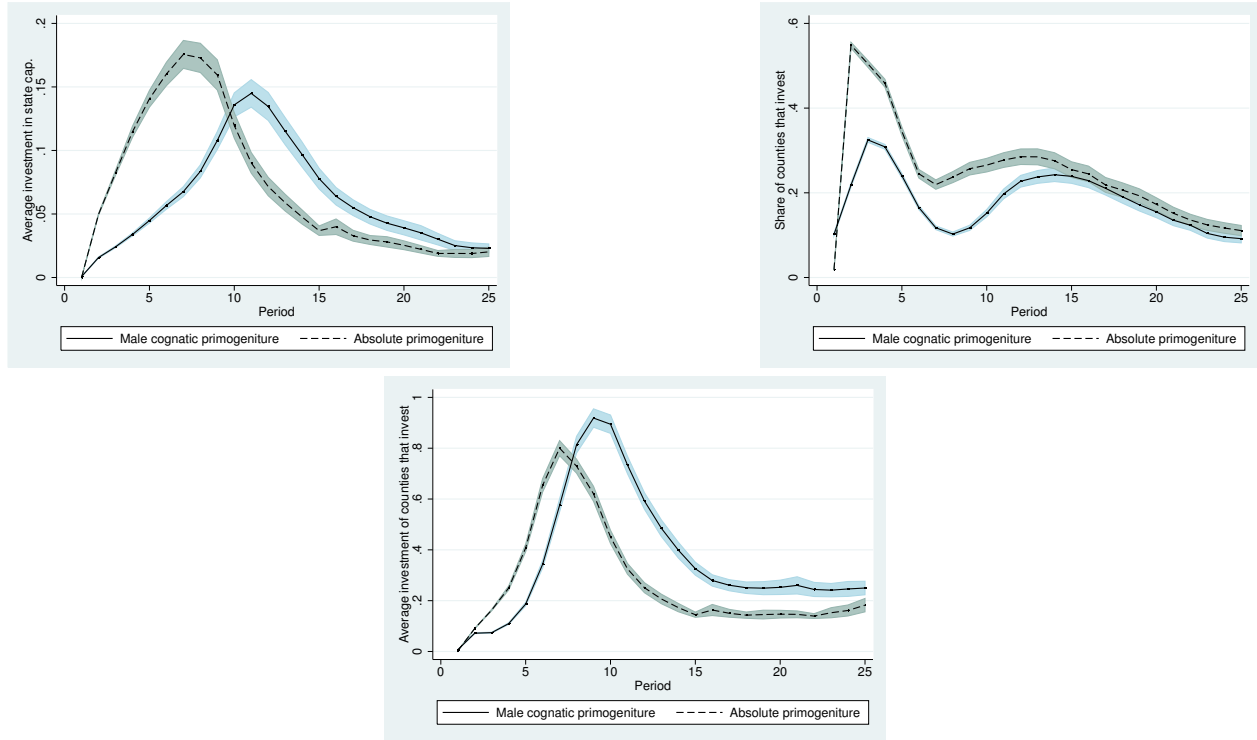 Average investment in state cap.
.2
.15
.1
.05
0
0 5 10 15 20 25
Period
Male cognatic primogeniture Absolute primogeniture
Share of counties that invest
.6
.4
.2
0
0 5 10 15 20 25
Period
Male cognatic primogeniture Absolute primogeniture
Average investment of counties that invest
1
.8
.6
.4
.2
0
0 5 10 15 20 25
Period
Male cognatic primogeniture Absolute primogeniture